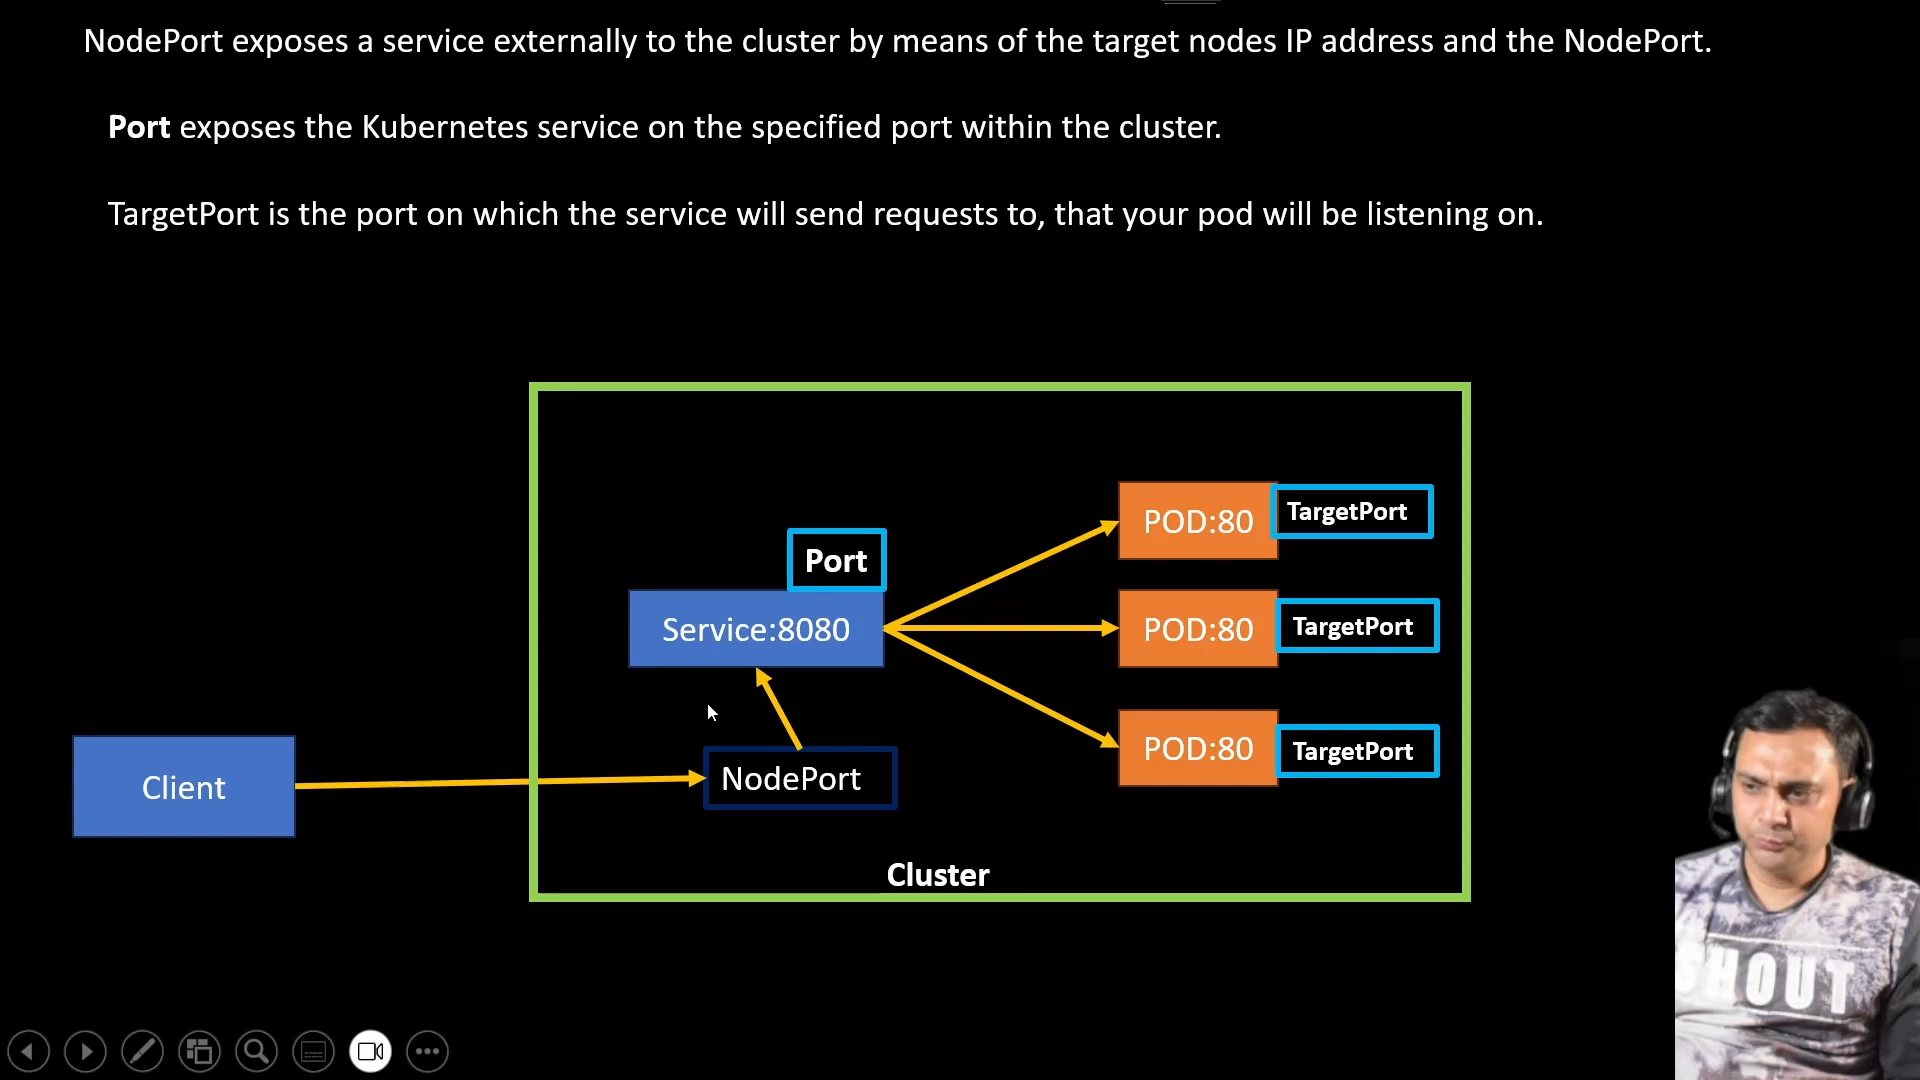 NodePort exposes a service externally to the cluster by means of the target nodes IP address and the NodePort.
Port exposes the Kubernetes service on the specified port within the cluster.
TargetPort is the port on which the service will send requests to, that your pod will be listening on.
POD:80
TargetPort
Port
Service:8080
POD:80
TargetPort
POD:80
TargetPort
Client
NodePort
Cluster
SHOUT